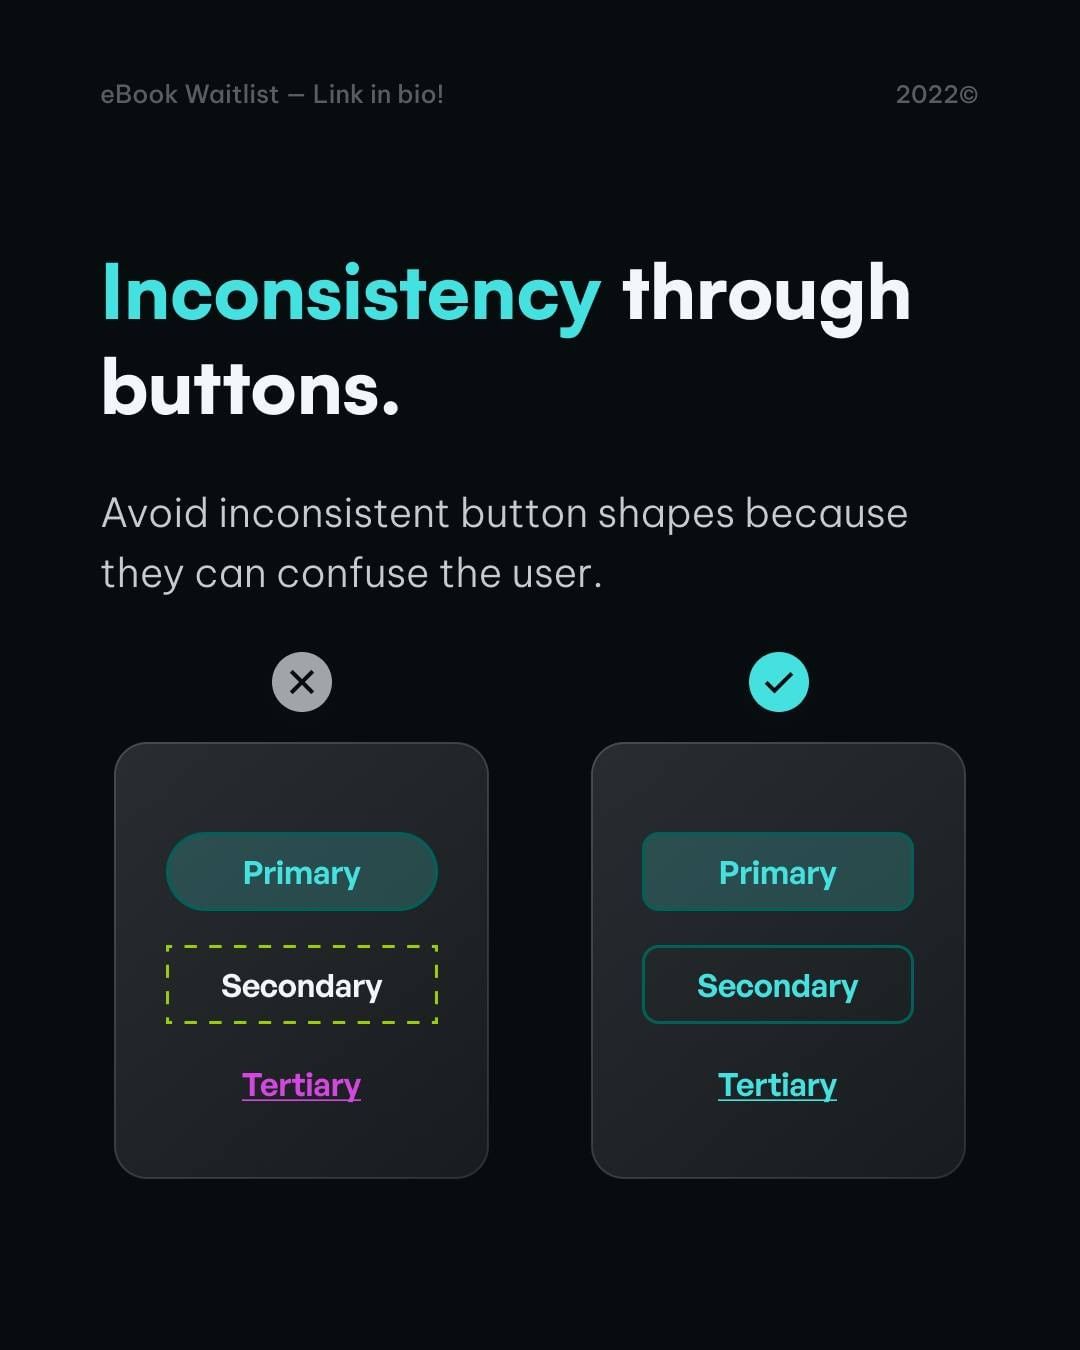 eBook Waitlist — Link in bio!
2022©
Inconsistency through
buttons.
Avoid inconsistent button shapes because
they can confuse the user.
Primary
Secondary
Tertiary
Primary
Secondary
Tertiary